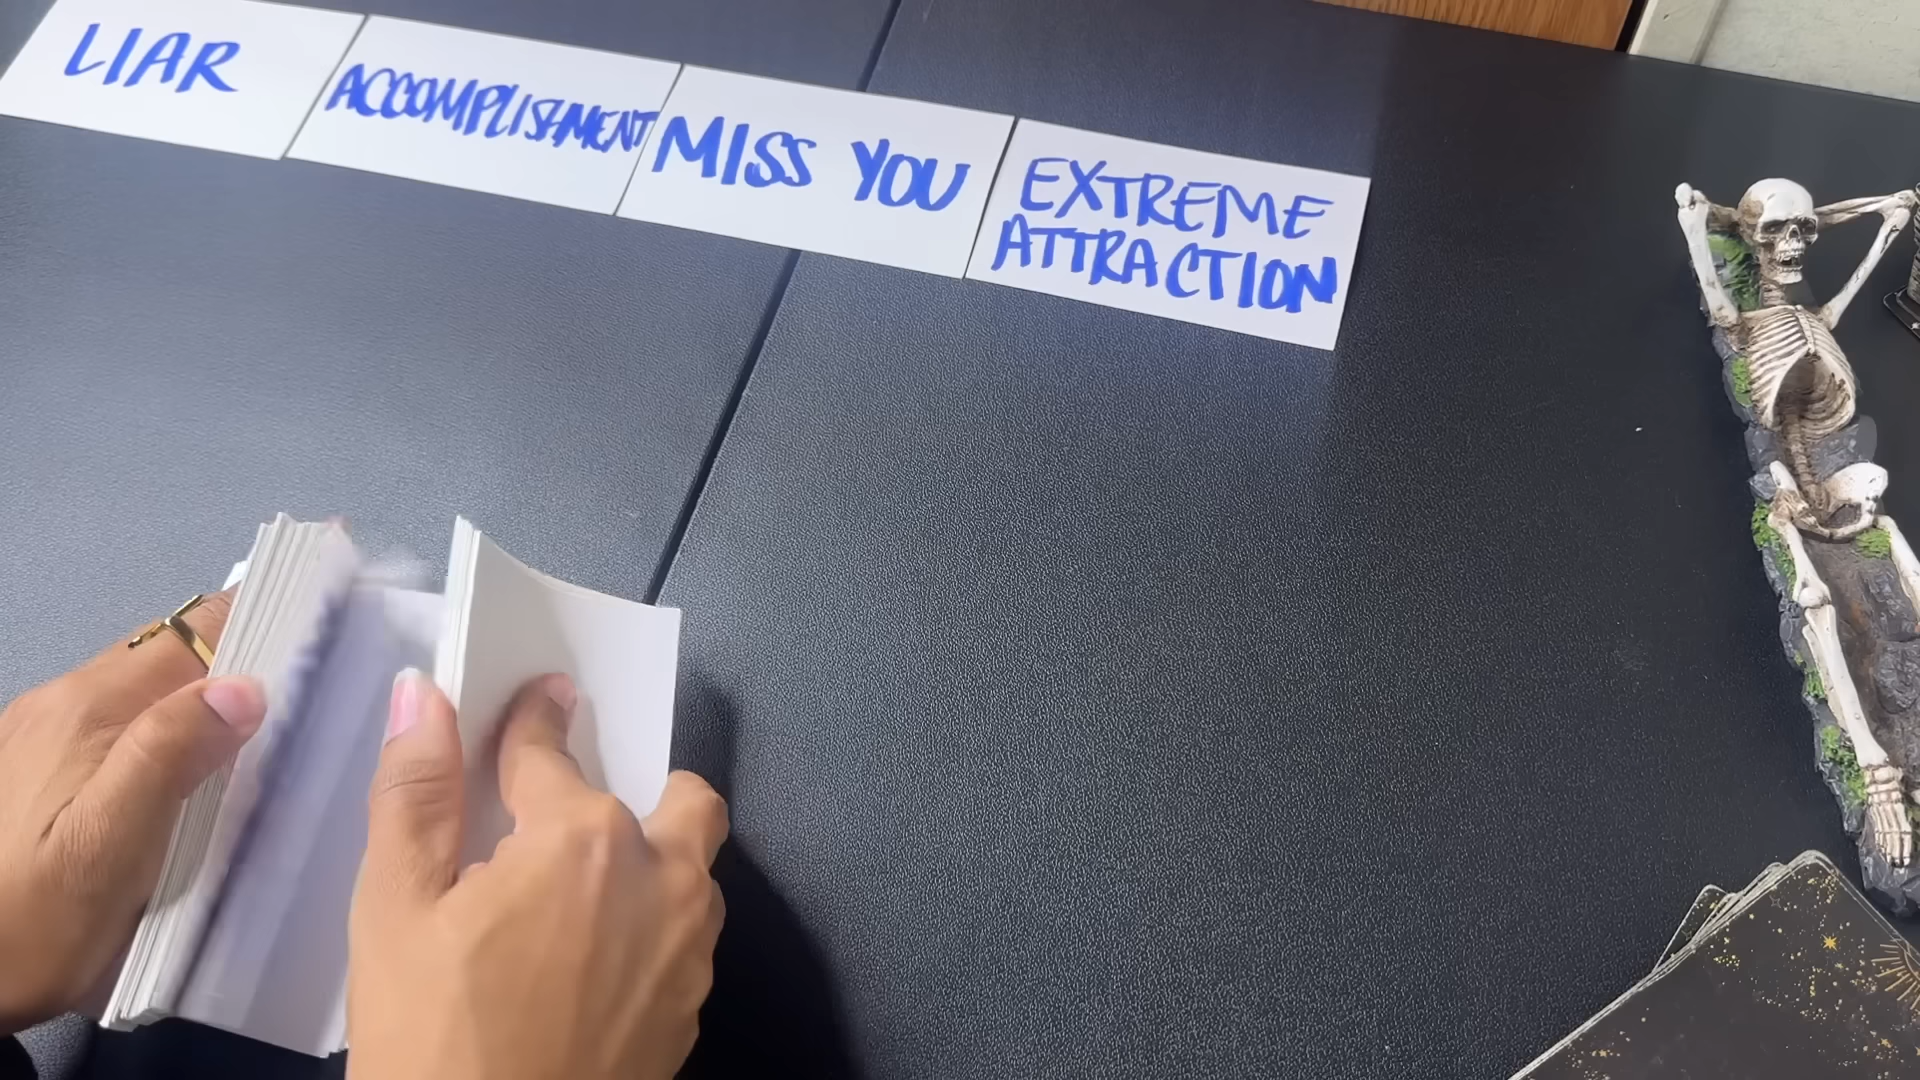 LIAR
ACCOMPLISHMENT
MISS YOU
EXTREME
ATTRACTION